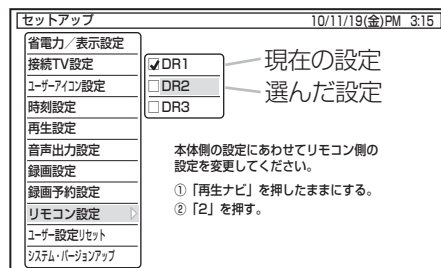 セットアップ
10/11/19(金)PM 3:15
省電力／表示設定
接続TV設定
ユーザーアイコン設定
時刻設定
再生設定
音声出力設定
録画設定
録画予約設定
リモコン設定
ユーザー設定リセット
システム・バージョンアップ
DR1
DR2
DR3
現在の設定
選んだ設定
本体側の設定にあわせてリモコン側の
設定を変更してください。
①「再生ナビ」を押したままにする。
②「2」を押す。